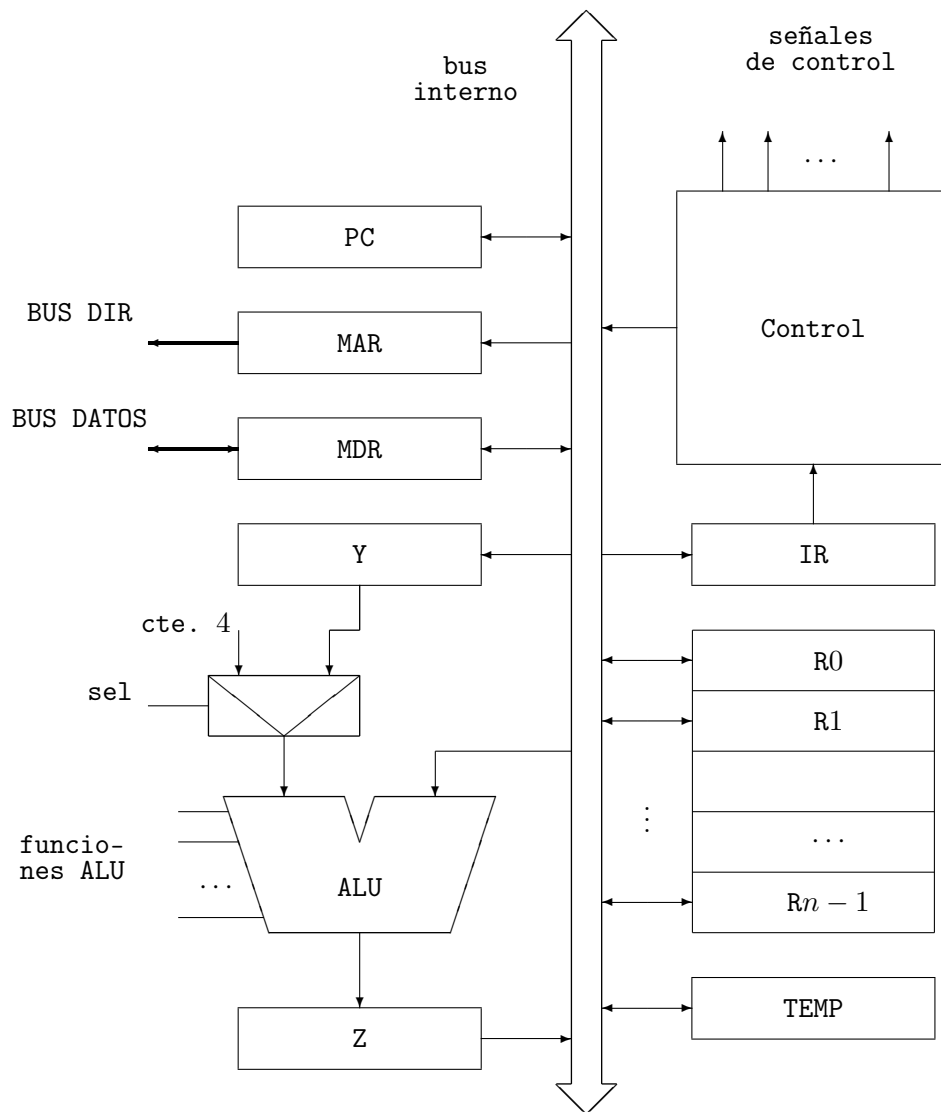 señales
de control
bus
interno
...
PC
BUS DIR
MAR
Control
BUS DATOS
MDR
Y
IR
cte. 4
R0
sel
R1
funcio-
nes ALU
...
ALU
...
...
Rn − 1
Z
TEMP